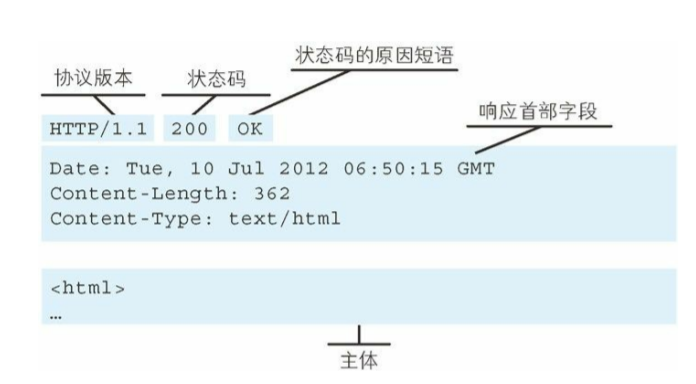 状态码的原因短语
协议版本 状态码
响应首部字段
HTTP/1.1 200 OK
Date: Tue, 10 Jul 2012 06:50:15 GMT
Content-Length: 362
Content-Type: text/html
<html>
…
主体